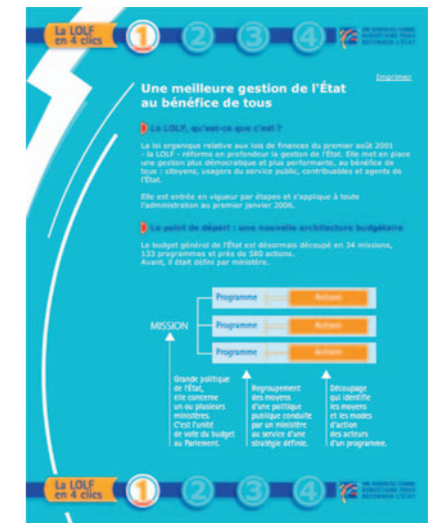 La LOLF
en 4 clics
1 2 3 4
Imprimer
Une meilleure gestion de l'État
au bénéfice de tous
La LOLF, qu'est-ce que c'est ?
La loi organique relative aux lois de finances du premier août 2001
- la LOLF - réforme en profondeur la gestion de l'État. Elle met en place
une gestion plus démocratique et plus performante, au bénéfice de
tous : citoyens, usagers du service public, contribuables et agents de
l'État.
Elle est entrée en vigueur par étapes et s'applique à toute
l'administration au premier janvier 2006.
Le point de départ : une nouvelle architecture budgétaire
Le budget général de l'État est désormais découpé en 34 missions,
133 programmes et près de 580 actions.
Avant, il était défini par ministère.
Programme Actions
MISSION Programme Actions
Programme Actions
Grande politique
de l'État,
elle concerne
un ou plusieurs
ministères.
C'est l'unité
de vote du budget
au Parlement.
Regroupement
des moyens
d'une politique
publique conduite
par un ministère
au service d'une
stratégie définie.
Découpage
qui identifie
les moyens
et les modes
d'action
des acteurs
d'un programme.
La LOLF
en 4 clics
1 2 3 4